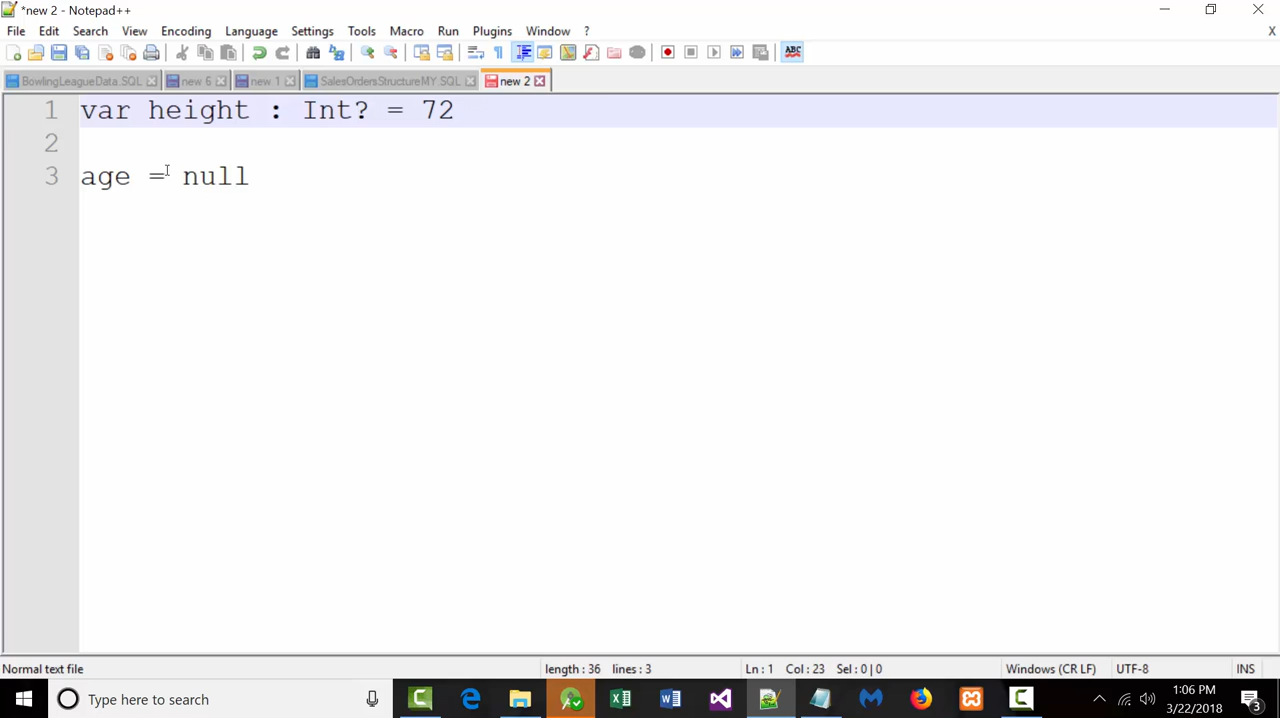 *new 2 - Notepad++
File Edit Search View Encoding Language Settings Tools Macro Run Plugins Window ? X
ABC
BowlingLeagueData.SQL new 6 new 1 SalesOrdersStructureMY.SQL new 2
1 var height : Int? = 72
2
3 age = null
Normal text file length : 36 lines : 3 Ln : 1 Col : 23 Sel : 0 | 0 Windows (CR LF) UTF-8 INS
Type here to search 1:06 PM
3/22/2018 3